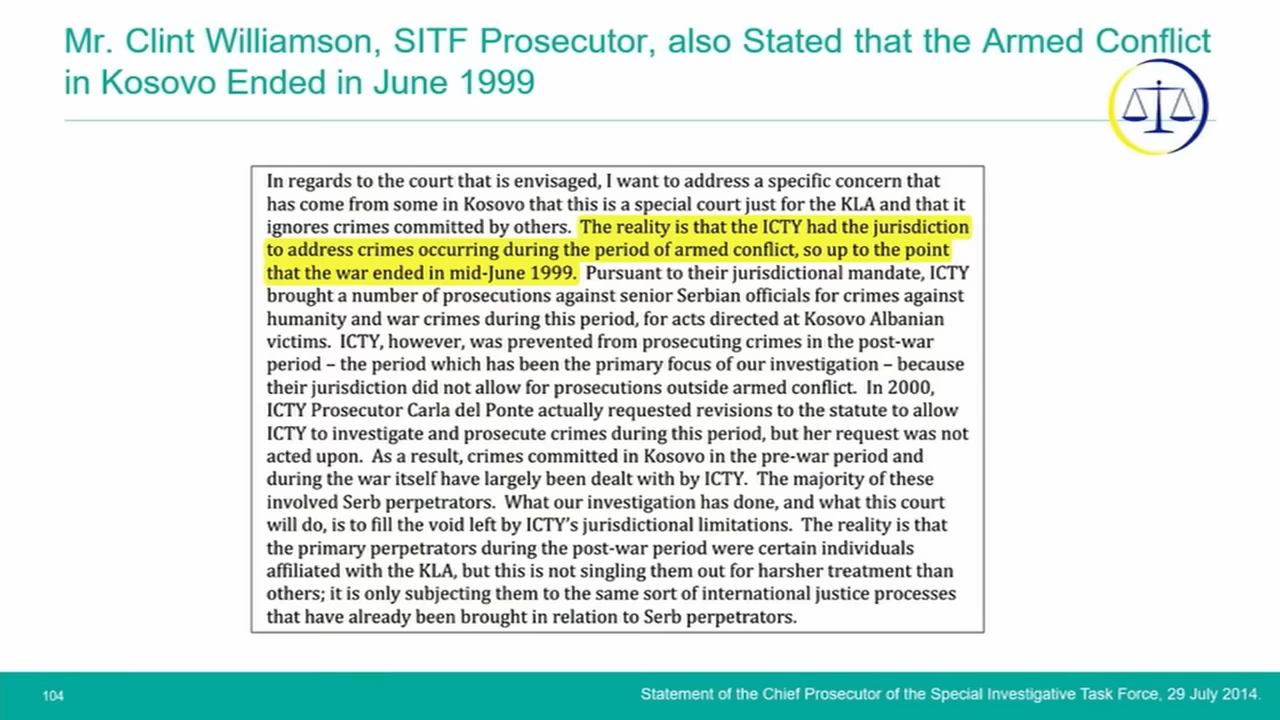 Mr. Clint Williamson, SITF Prosecutor, also Stated that the Armed Conflict
in Kosovo Ended in June 1999
In regards to the court that is envisaged, I want to address a specific concern that
has come from some in Kosovo that this is a special court just for the KLA and that it
ignores crimes committed by others. The reality is that the ICTY had the jurisdiction
to address crimes occurring during the period of armed conflict, so up to the point
that the war ended in mid-June 1999. Pursuant to their jurisdictional mandate, ICTY
brought a number of prosecutions against senior Serbian officials for crimes against
humanity and war crimes during this period, for acts directed at Kosovo Albanian
victims. ICTY, however, was prevented from prosecuting crimes in the post-war
period – the period which has been the primary focus of our investigation – because
their jurisdiction did not allow for prosecutions outside armed conflict. In 2000,
ICTY Prosecutor Carla del Ponte actually requested revisions to the statute to allow
ICTY to investigate and prosecute crimes during this period, but her request was not
acted upon. As a result, crimes committed in Kosovo in the pre-war period and
during the war itself have largely been dealt with by ICTY. The majority of these
involved Serb perpetrators. What our investigation has done, and what this court
will do, is to fill the void left by ICTY's jurisdictional limitations. The reality is that
the primary perpetrators during the post-war period were certain individuals
affiliated with the KLA, but this is not singling them out for harsher treatment than
others; it is only subjecting them to the same sort of international justice processes
that have already been brought in relation to Serb perpetrators.
104
Statement of the Chief Prosecutor of the Special Investigative Task Force, 29 July 2014.